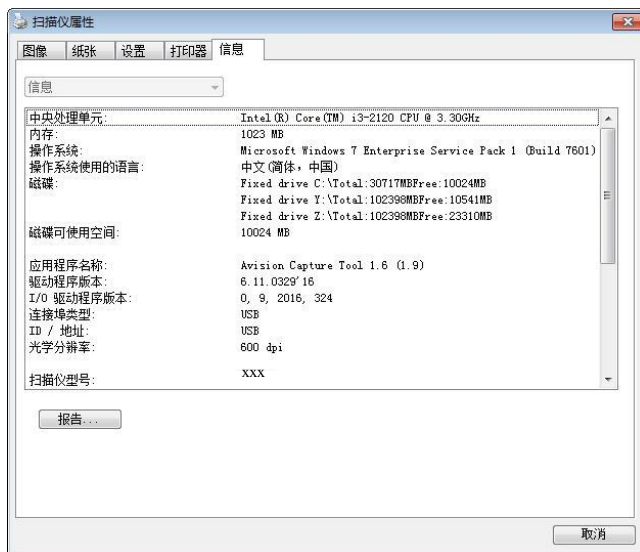 扫描仪属性
图像 纸张 设置 打印器 信息
信息
中央处理单元: Intel(R) Core(TM) i3-2120 CPU @ 3.30GHz
内存: 1023 MB
操作系统: Microsoft Windows 7 Enterprise Service Pack 1 (Build 7601)
操作系统使用的语言: 中文(简体，中国)
磁碟: Fixed drive C:\Total:30717MBFree:10024MB
Fixed drive Y:\Total:102398MBFree:10541MB
Fixed drive Z:\Total:102398MBFree:23310MB
磁碟可使用空间: 10024 MB
应用程序名称: Avision Capture Tool 1.6 (1.9)
驱动程序版本: 6.11.0329'16
I/O 驱动程序版本: 0, 9, 2016, 324
连接埠类型: USB
ID / 地址: USB
光学分辨率: 600 dpi
扫描仪型号: XXX
报告...
取消